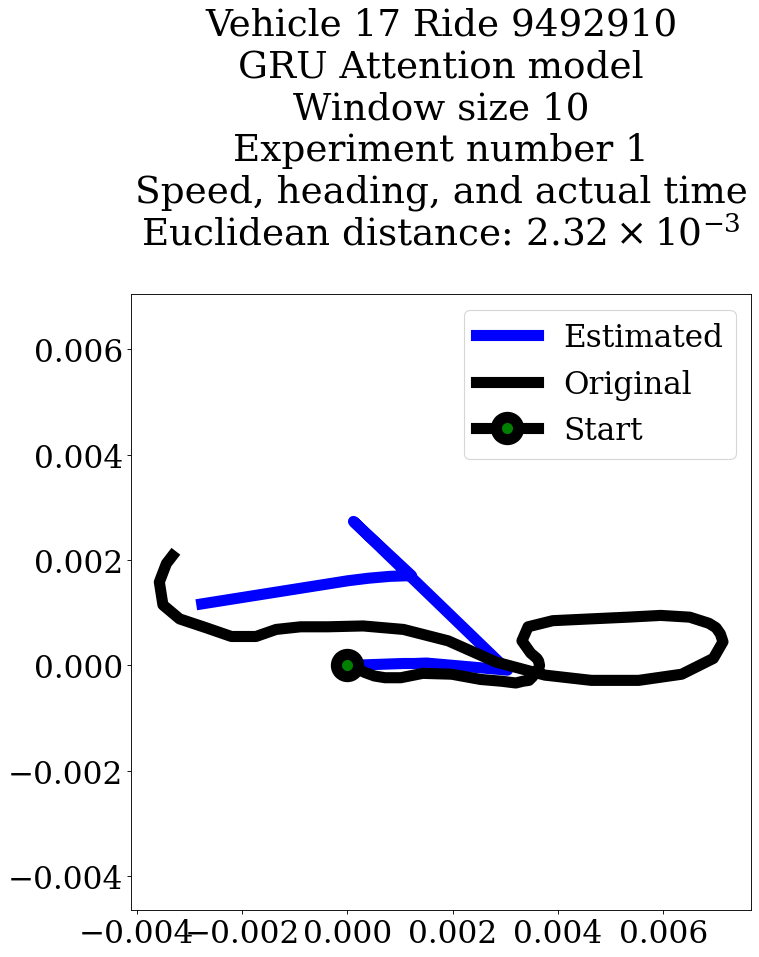 Vehicle 17 Ride 9492910
GRU Attention model
Window size 10
Experiment number 1
Speed, heading, and actual time
Euclidean distance: 2.32 × 10⁻³
Estimated
Original
Start
0.006
0.004
0.002
0.000
−0.002
−0.004
−0.004 −0.002 0.000 0.002 0.004 0.006